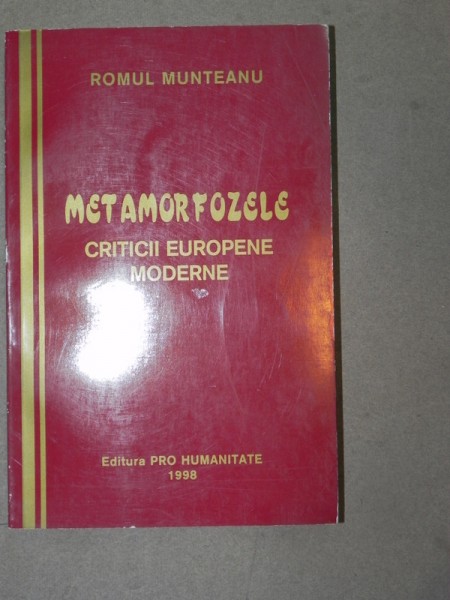 ROMUL MUNTEANU
METAMORFOZELE
CRITICII EUROPENE
MODERNE
Editura PRO HUMANITATE
1998